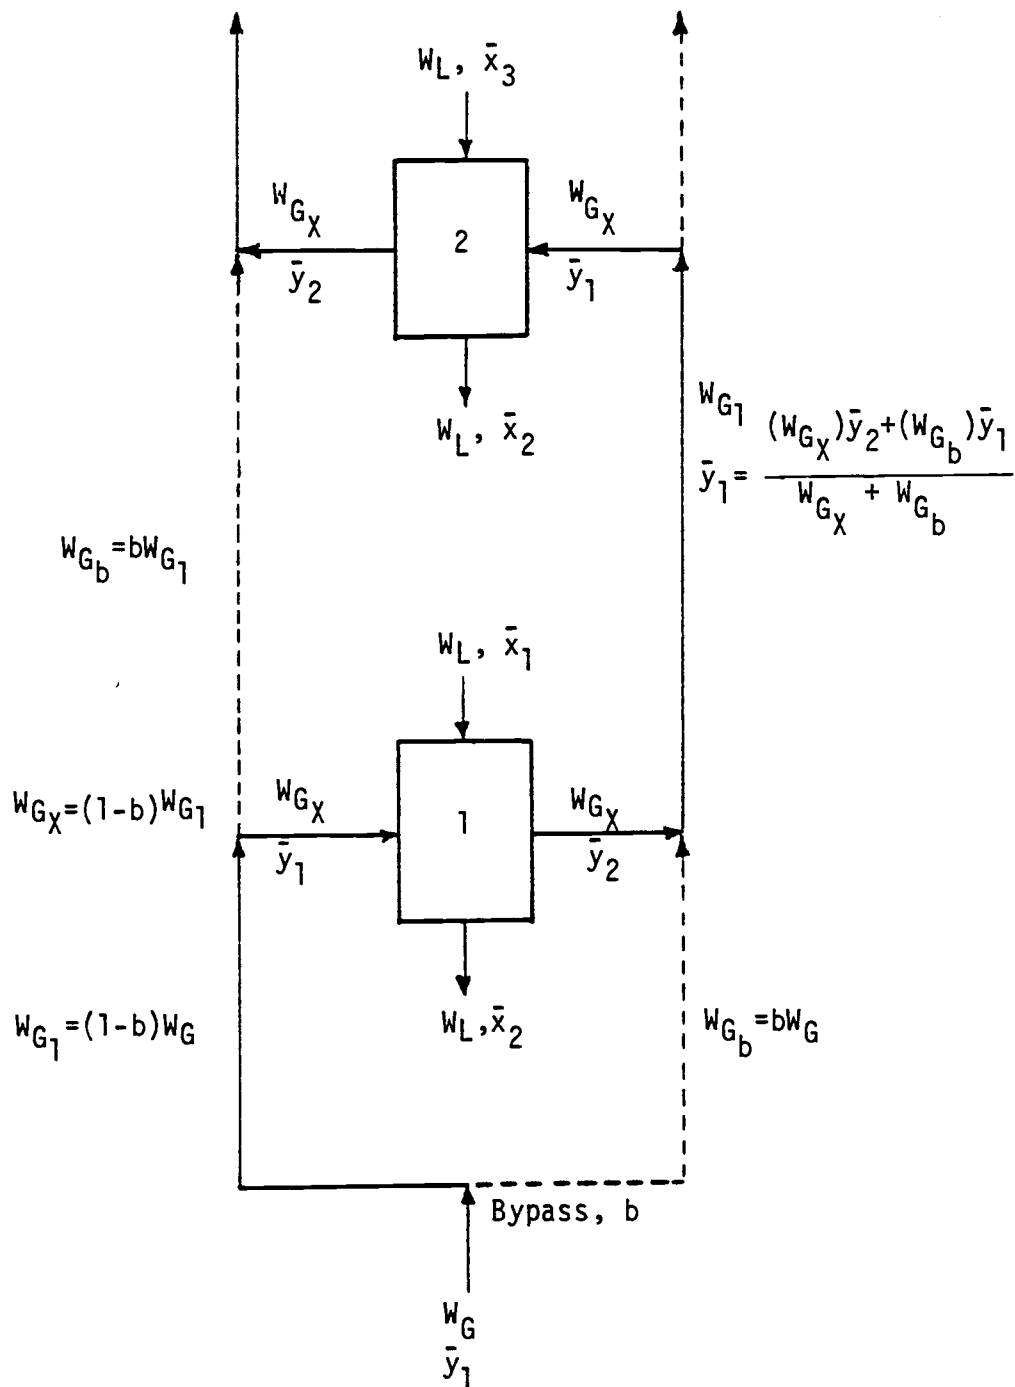 W_L, x̄_3
W_{G_X} W_{G_X}
2
ȳ_2 ȳ_1
W_L, x̄_2
W_{G_1}
ȳ_1 = \frac{(W_{G_X})ȳ_2+(W_{G_b})ȳ_1}{W_{G_X} + W_{G_b}}
W_{G_b}=bW_{G_1}
W_L, x̄_1
W_{G_X}=(1-b)W_{G_1}
W_{G_X} W_{G_X}
1
ȳ_1 ȳ_2
W_{G_1}=(1-b)W_G
W_L,x̄_2
W_{G_b}=bW_G
Bypass, b
W_G
ȳ_1